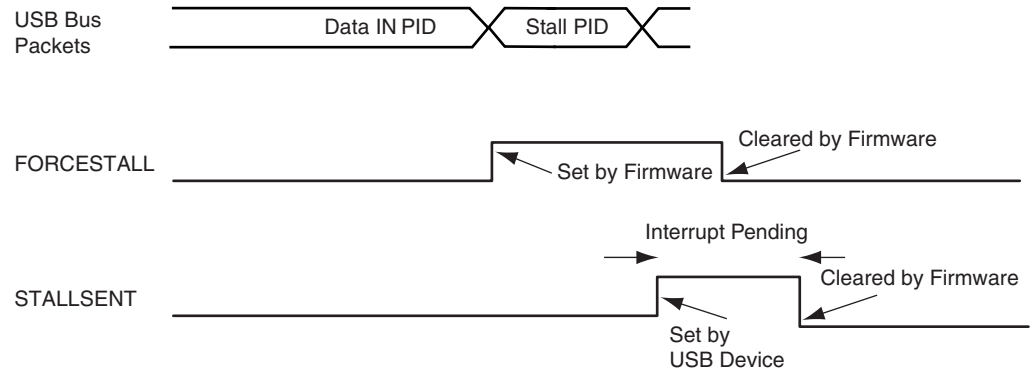 USB Bus
Packets
Data IN PID
Stall PID
FORCESTALL
Set by Firmware
Cleared by Firmware
Interrupt Pending
STALLSENT
Set by
USB Device
Cleared by Firmware